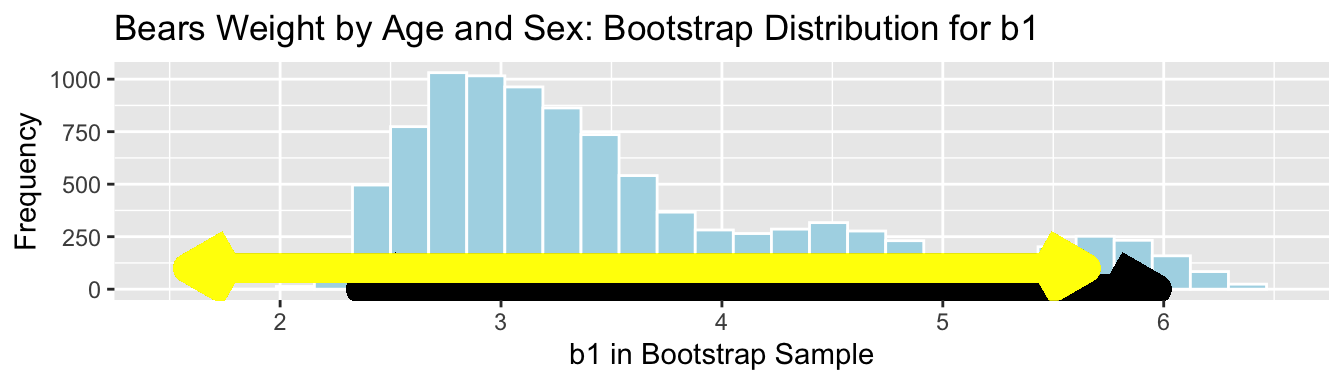 Bears Weight by Age and Sex: Bootstrap Distribution for b1
Frequency
1000
750
500
250
0
2 3 4 5 6
b1 in Bootstrap Sample